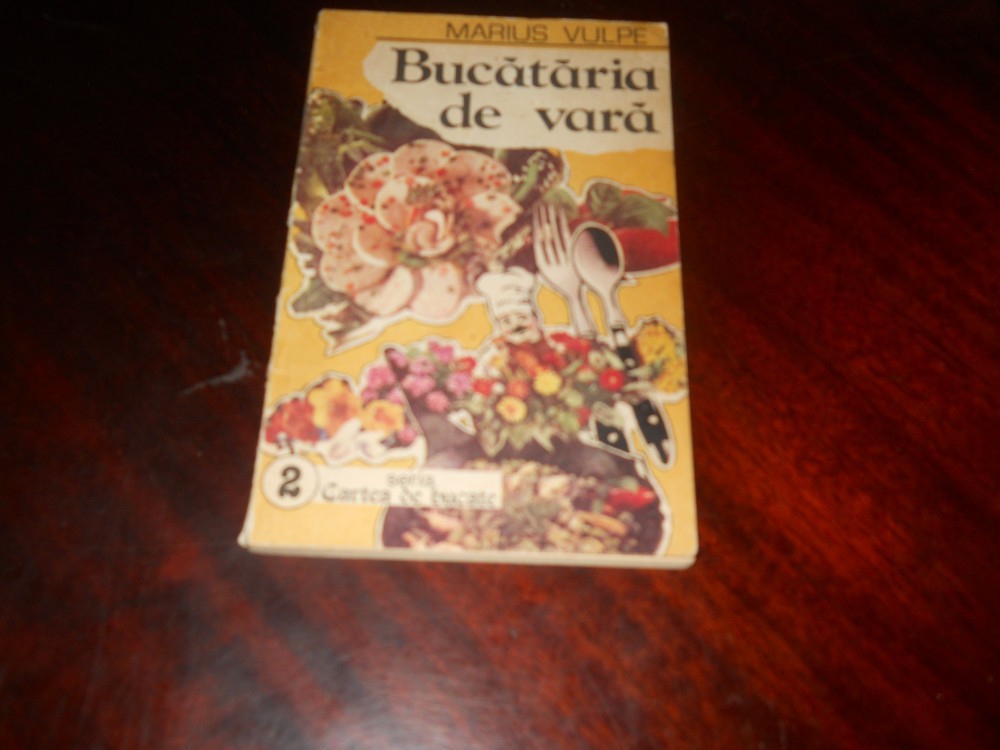 MARIUS VULPE
Bucătăria
de vară
2
seria
Cartea de bucate